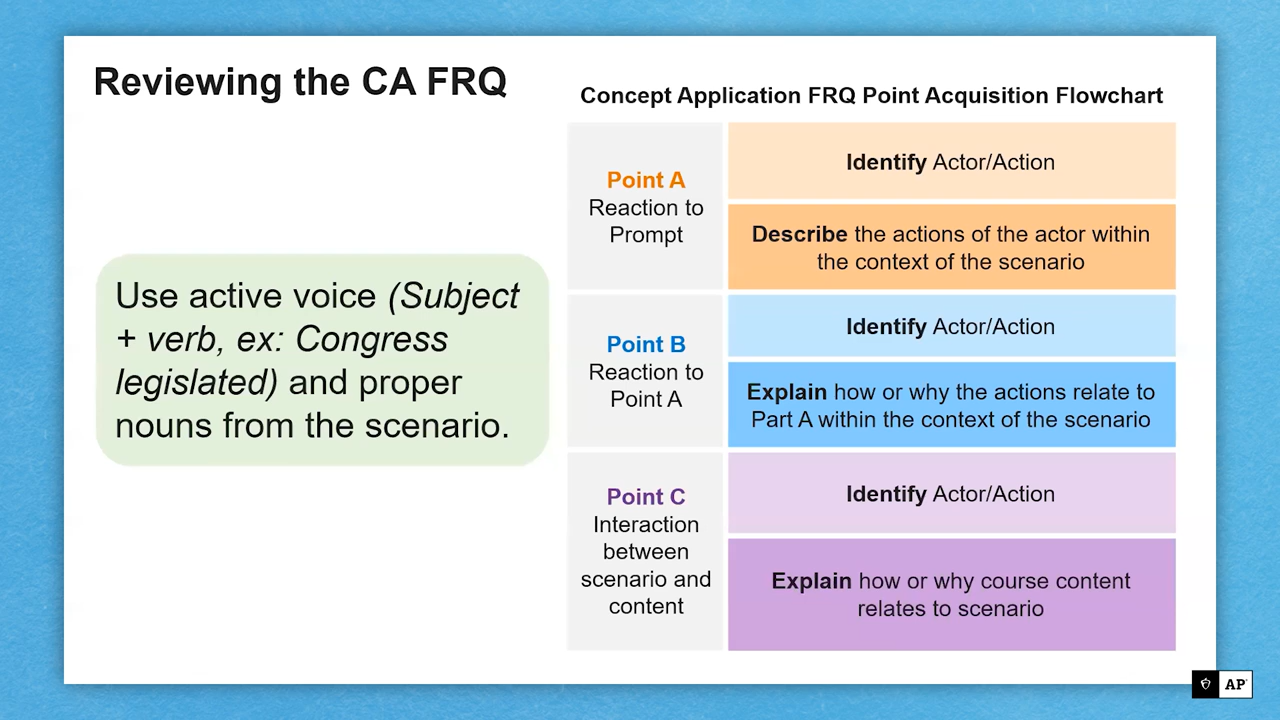 Reviewing the CA FRQ
Use active voice (Subject
+ verb, ex: Congress
legislated) and proper
nouns from the scenario.
Concept Application FRQ Point Acquisition Flowchart
Point A
Reaction to
Prompt
Identify Actor/Action
Describe the actions of the actor within
the context of the scenario
Point B
Reaction to
Point A
Identify Actor/Action
Explain how or why the actions relate to
Part A within the context of the scenario
Point C
Interaction
between
scenario and
content
Identify Actor/Action
Explain how or why course content
relates to scenario
AP